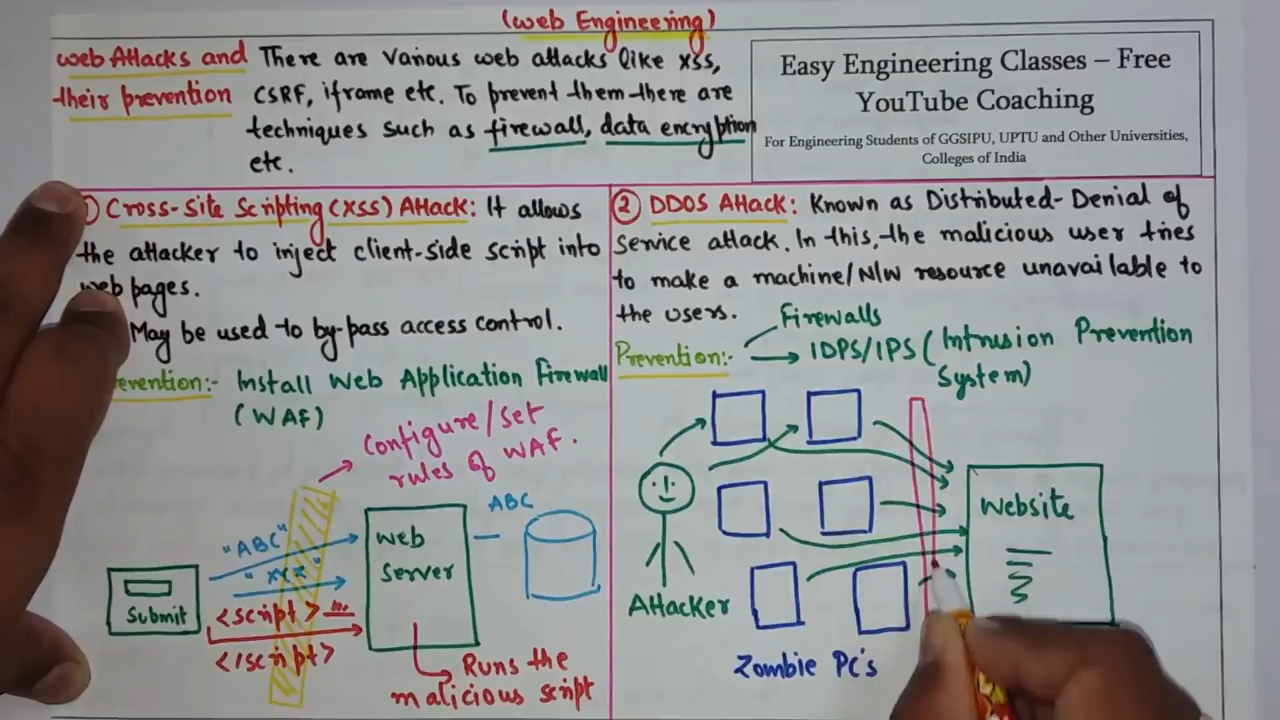 (Web Engineering)
Web Attacks and
their prevention
There are various web attacks like XSS,
CSRF, iframe etc. To prevent them there are
techniques such as firewall, data encryption
etc.
Easy Engineering Classes – Free
YouTube Coaching
For Engineering Students of GGSIPU, UPTU and Other Universities,
Colleges of India
① Cross-Site Scripting (XSS) Attack: It allows
the attacker to inject client-side script into
web pages.
May be used to by-pass access control.
evention:- Install Web Application Firewall
(WAF)
Configure/set
rules of WAF.
"ABC"
<script>
</script>
Submit
Web
Server
ABC
Runs the
malicious script
② DDOS Attack: Known as Distributed-Denial of
Service attack. In this, the malicious user tries
to make a machine/N/W resource unavailable to
the users.
Prevention:-
Firewalls
IDPS/IPS (Intrusion Prevention
System)
Attacker
Zombie PC's
Website